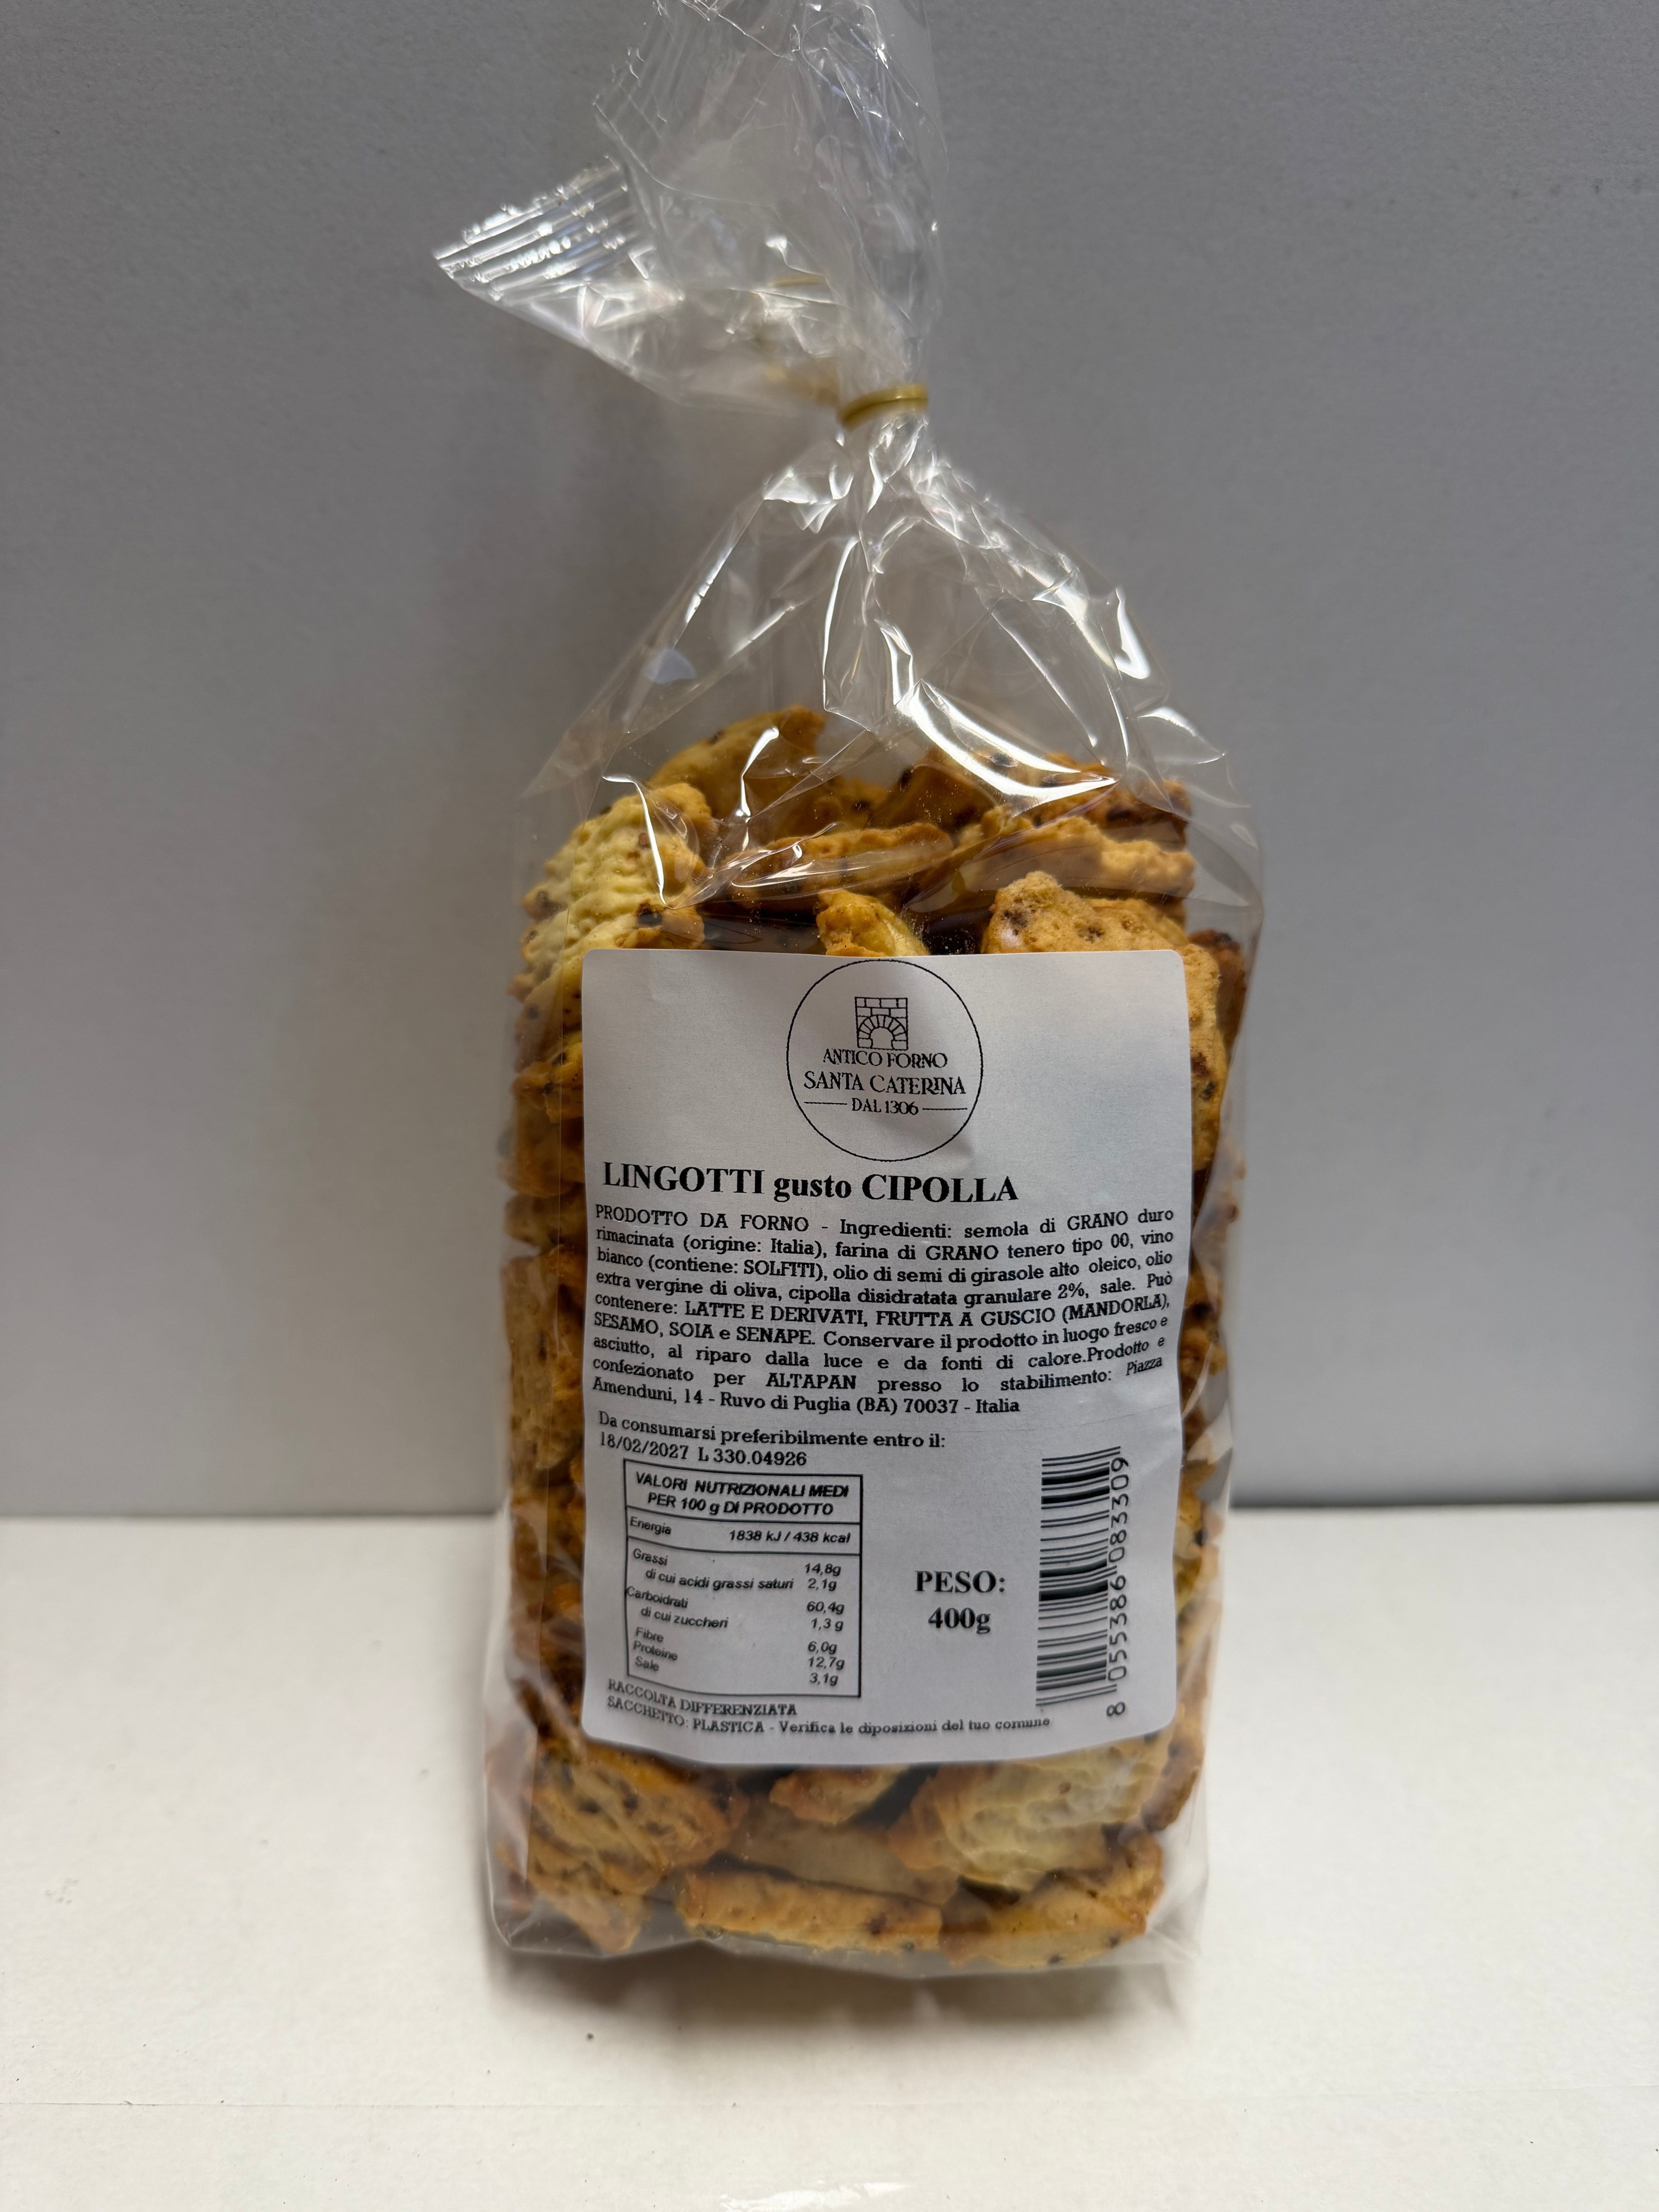 ANTICO FORNO
SANTA CATERINA
DAL 1306
LINGOTTI gusto CIPOLLA
PRODOTTO DA FORNO - Ingredienti: semola di GRANO duro
rimacinata (origine: Italia), farina di GRANO tenero tipo 00, vino
bianco (contiene: SOLFITI), olio di semi di girasole alto oleico, olio
extra vergine di oliva, cipolla disidratata granulare 2%, sale. Può
contenere: LATTE E DERIVATI, FRUTTA A GUSCIO (MANDORLA),
SESAMO, SOIA e SENAPE. Conservare il prodotto in luogo fresco e
asciutto, al riparo dalla luce e da fonti di calore.Prodotto e
confezionato per ALTAPAN presso lo stabilimento: Piazza
Amenduni, 14 - Ruvo di Puglia (BA) 70037 - Italia
Da consumarsi preferibilmente entro il:
18/02/2027 L 330.04926
VALORI NUTRIZIONALI MEDI
PER 100 g DI PRODOTTO
Energia 1838 kJ / 438 kcal
Grassi 14,8g
di cui acidi grassi saturi 2,1g
Carboidrati 60,4g
di cui zuccheri 1,3 g
Fibre 6,0g
Proteine 12,7g
Sale 3,1g
PESO:
400g
8 055386 083309
RACCOLTA DIFFERENZIATA
SACCHETTO: PLASTICA - Verifica le diposizioni del tuo comune